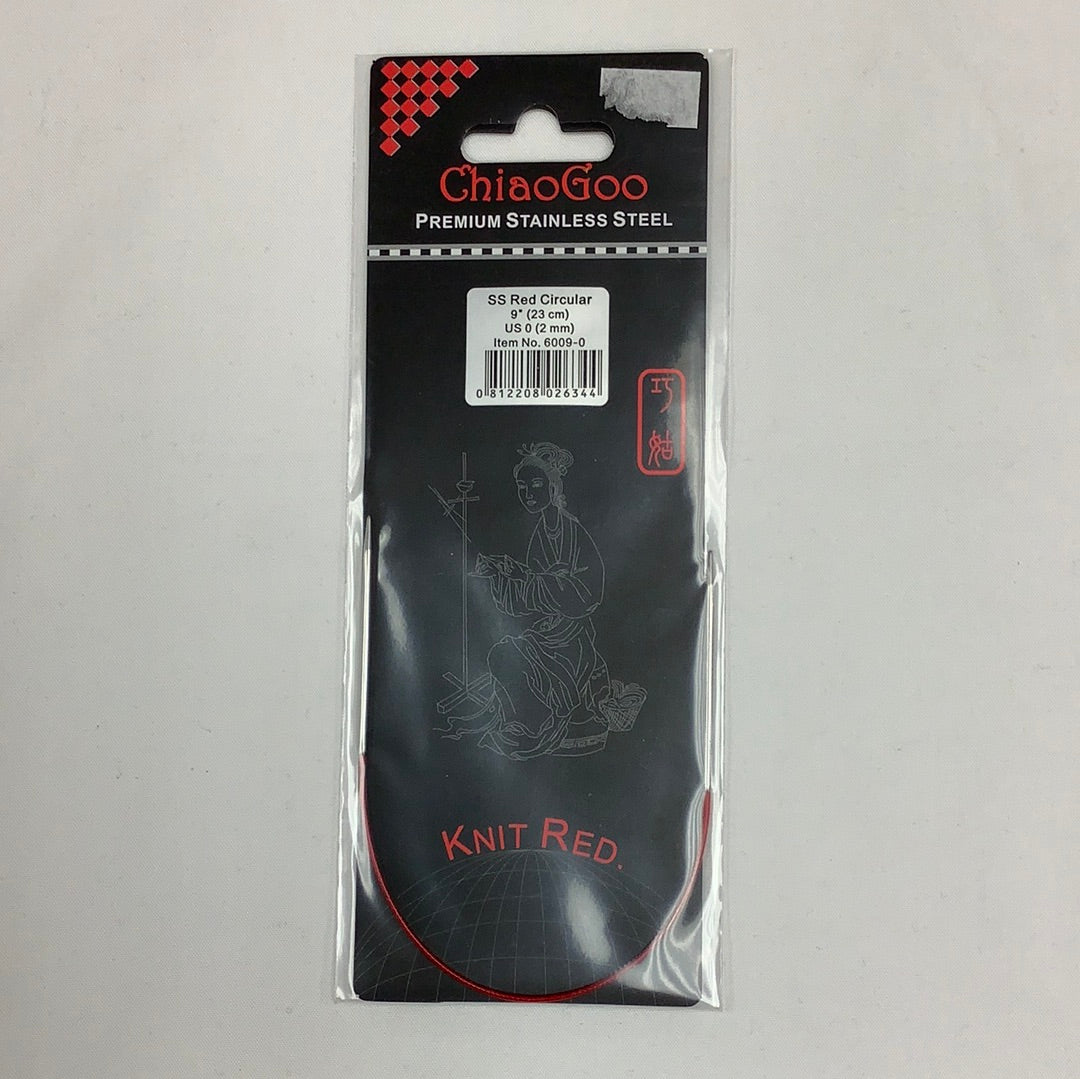 ChiaoGoo
PREMIUM STAINLESS STEEL
SS Red Circular
9" (23 cm)
US 0 (2 mm)
Item No. 6009-0
0 812208 026344
巧
姑
KNIT RED.